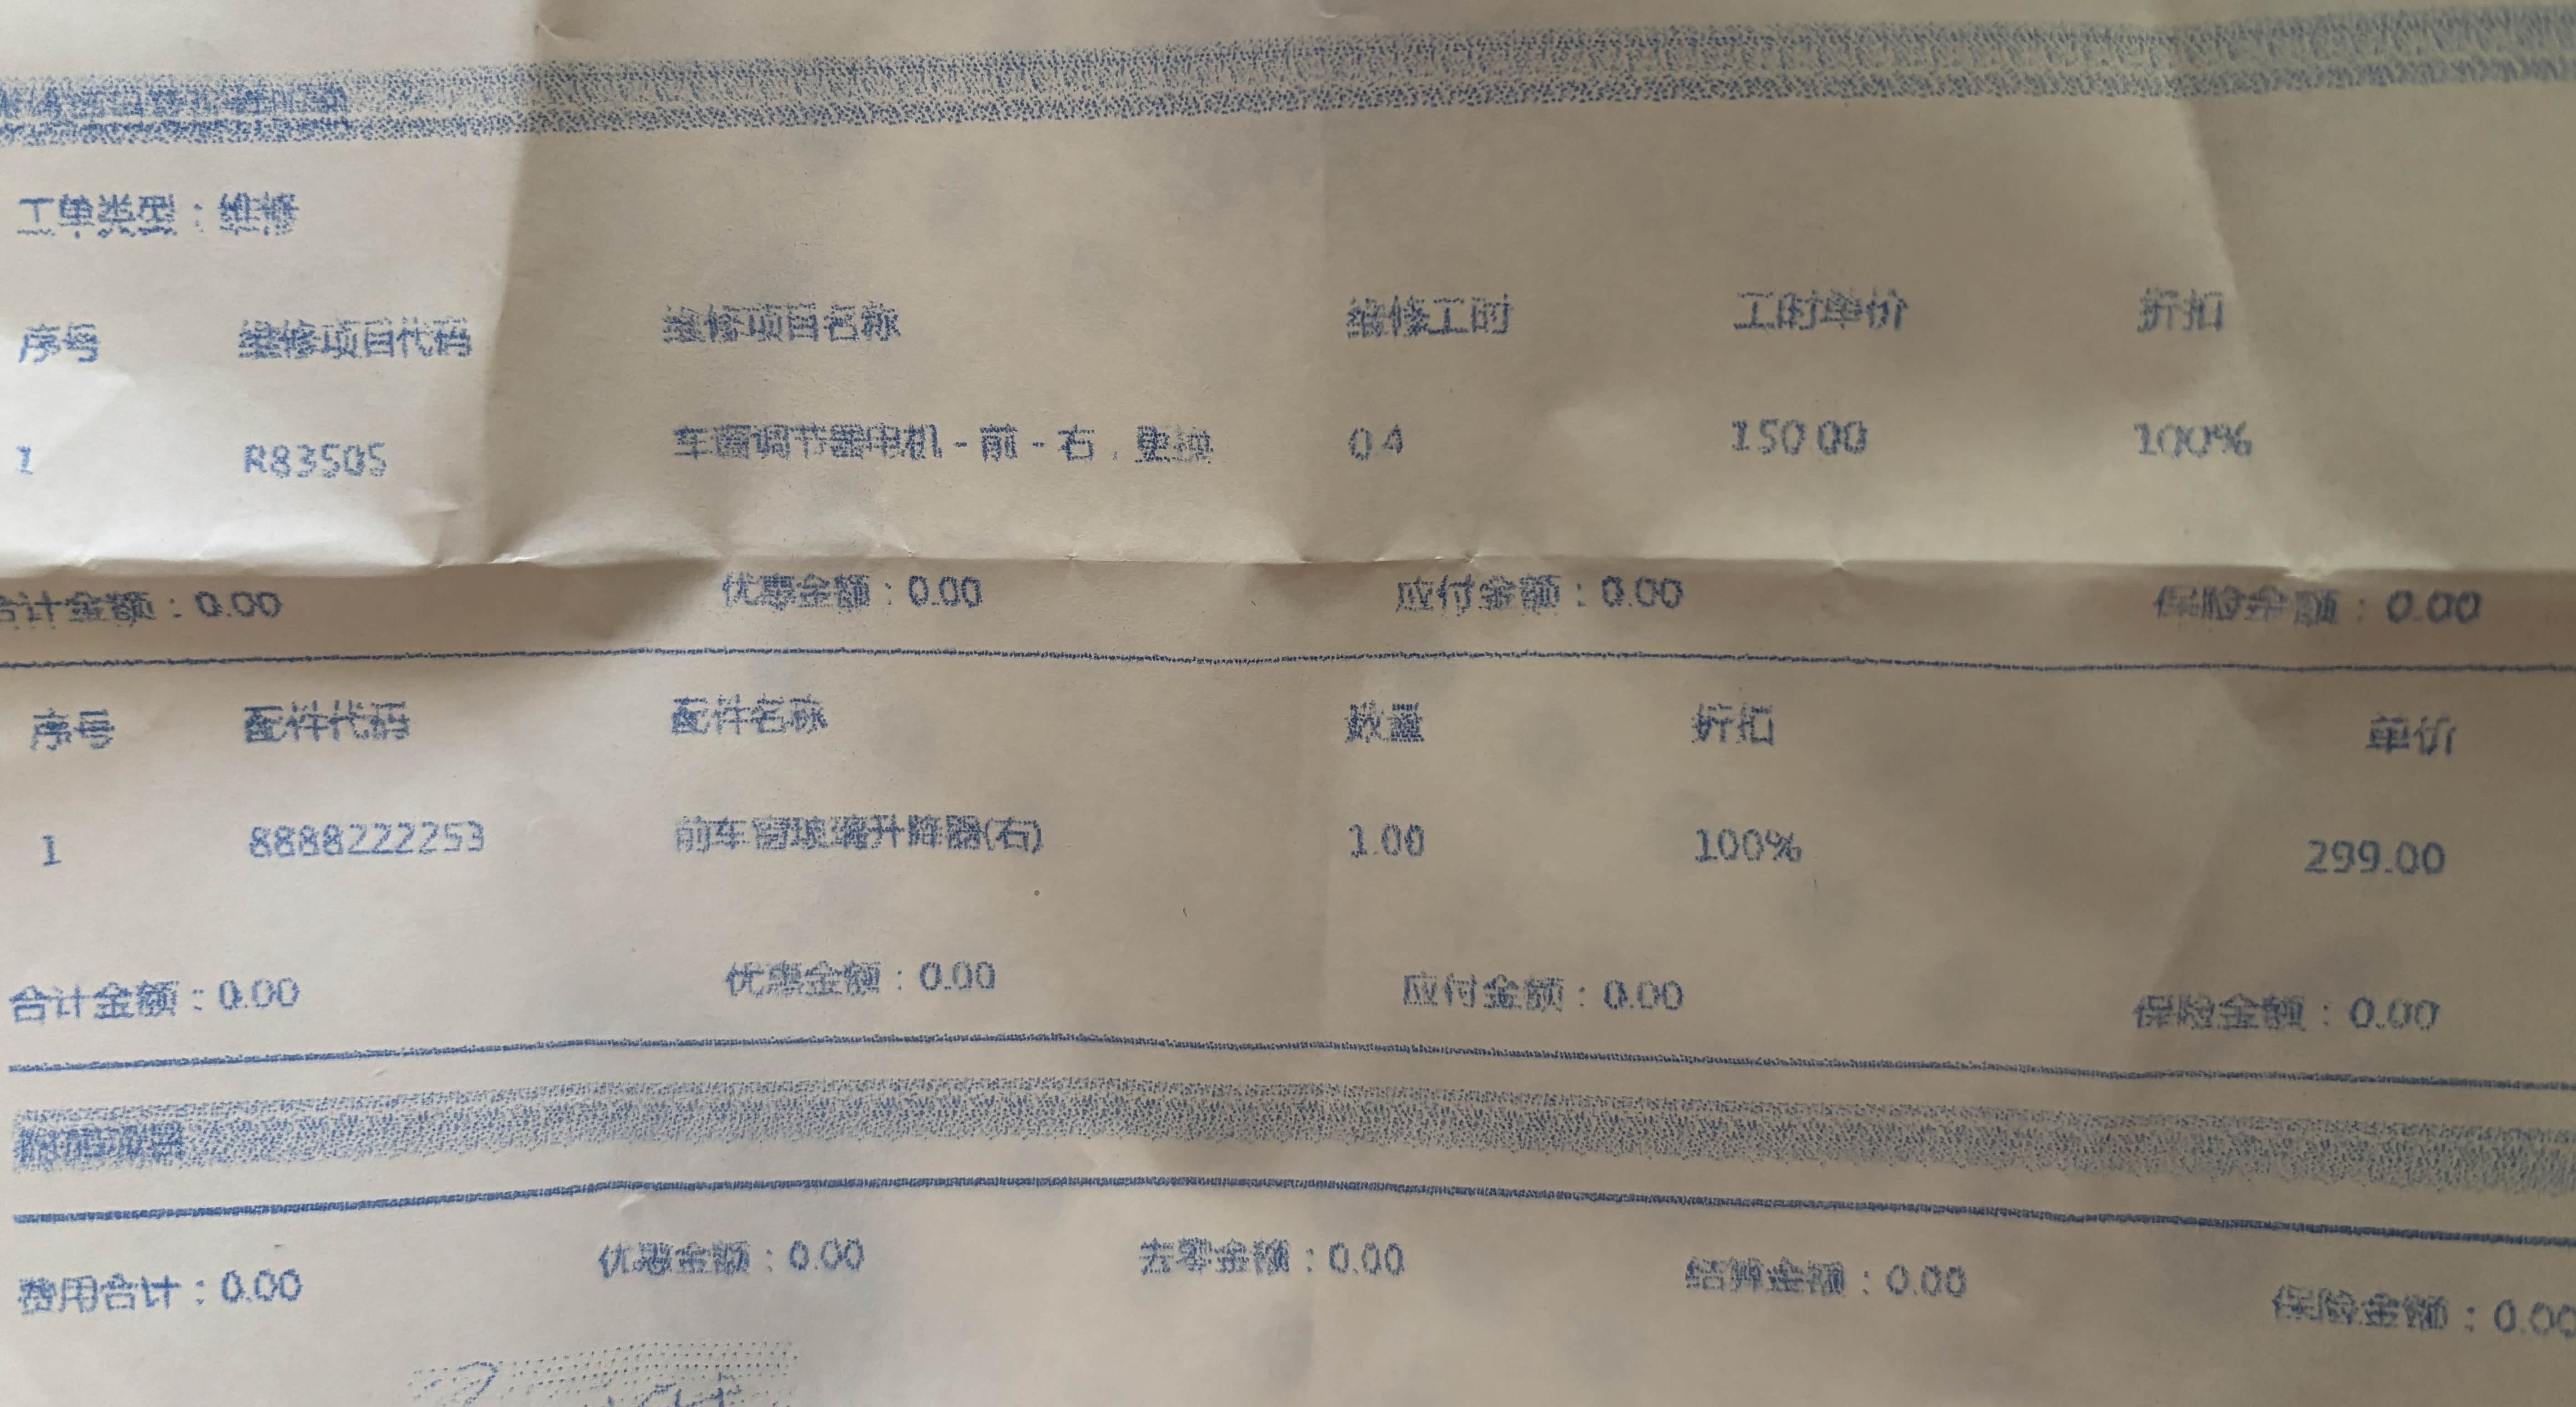 工单类型：维修
序号 维修项目代码 维修项目名称 维修工时 工时单价 折扣
1 R83505 车窗调节器电机-前-右，更换 0.4 150.00 100%
合计金额：0.00 优惠金额：0.00 应付金额：0.00 保险金额：0.00
序号 配件代码 配件名称 数量 折扣 单价
1 8888222253 前车窗玻璃升降器(右) 1.00 100% 299.00
合计金额：0.00 优惠金额：0.00 应付金额：0.00 保险金额：0.00
附加项目
费用合计：0.00 优惠金额：0.00 去零金额：0.00 结算金额：0.00 保险金额：0.00